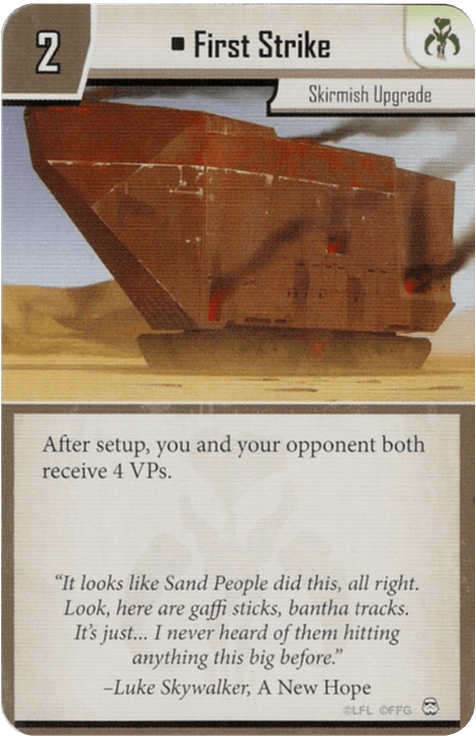 2
▪ First Strike
Skirmish Upgrade
After setup, you and your opponent both
receive 4 VPs.
“It looks like Sand People did this, all right.
Look, here are gaffi sticks, bantha tracks.
It’s just... I never heard of them hitting
anything this big before.”
–Luke Skywalker, A New Hope
©LFL ©FFG